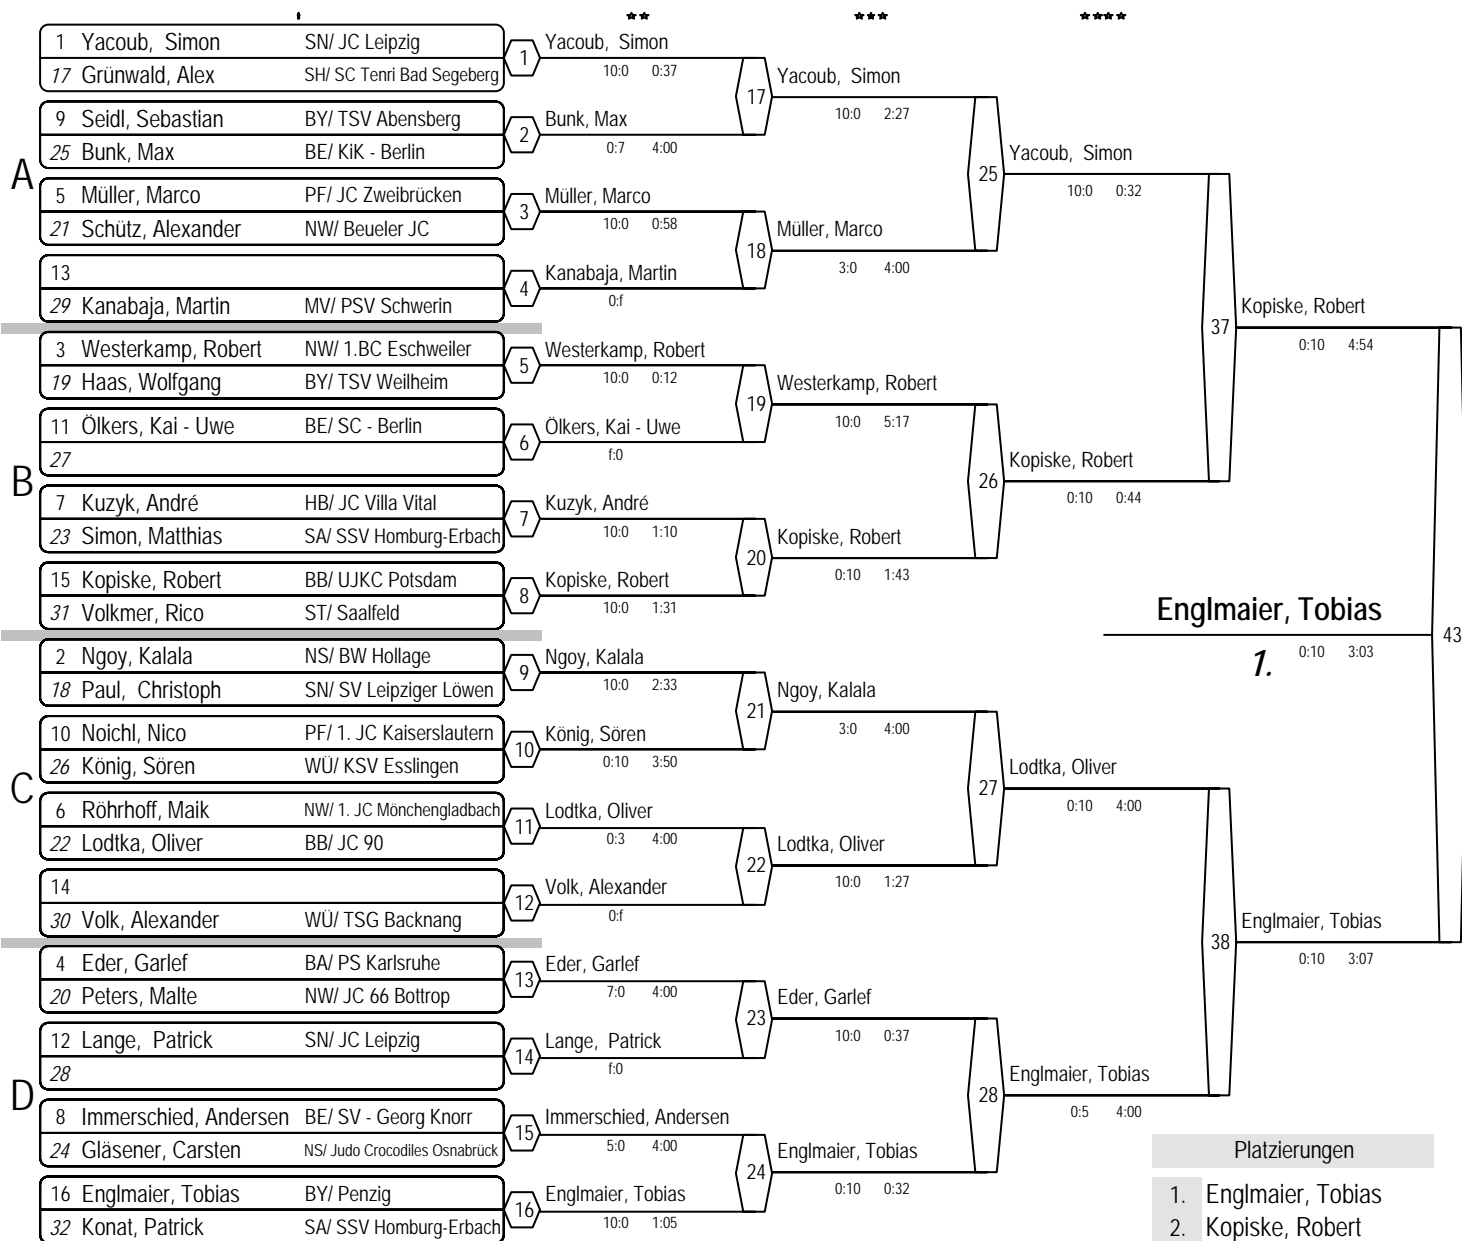 1 Yacoub, Simon SN/ JC Leipzig
17 Grünwald, Alex SH/ SC Tenri Bad Segeberg
9 Seidl, Sebastian BY/ TSV Abensberg
25 Bunk, Max BE/ KiK - Berlin
A
5 Müller, Marco PF/ JC Zweibrücken
21 Schütz, Alexander NW/ Beueler JC
13
29 Kanabaja, Martin MV/ PSV Schwerin
3 Westerkamp, Robert NW/ 1.BC Eschweiler
19 Haas, Wolfgang BY/ TSV Weilheim
11 Ölkers, Kai - Uwe BE/ SC - Berlin
27
B
7 Kuzyk, André HB/ JC Villa Vital
23 Simon, Matthias SA/ SSV Homburg-Erbach
15 Kopiske, Robert BB/ UJKC Potsdam
31 Volkmer, Rico ST/ Saalfeld
2 Ngoy, Kalala NS/ BW Hollage
18 Paul, Christoph SN/ SV Leipziger Löwen
10 Noichl, Nico PF/ 1. JC Kaiserslautern
26 König, Sören WÜ/ KSV Esslingen
C
6 Röhrhoff, Maik NW/ 1. JC Mönchengladbach
22 Lodtka, Oliver BB/ JC 90
14
30 Volk, Alexander WÜ/ TSG Backnang
4 Eder, Garlef BA/ PS Karlsruhe
20 Peters, Malte NW/ JC 66 Bottrop
12 Lange, Patrick SN/ JC Leipzig
28
D
8 Immerschied, Andersen BE/ SV - Georg Knorr
24 Gläsener, Carsten NS/ Judo Crocodiles Osnabrück
16 Englmaier, Tobias BY/ Penzig
32 Konat, Patrick SA/ SSV Homburg-Erbach
1 Yacoub, Simon
10:0 0:37
2 Bunk, Max
0:7 4:00
3 Müller, Marco
10:0 0:58
4 Kanabaja, Martin
0:f
5 Westerkamp, Robert
10:0 0:12
6 Ölkers, Kai - Uwe
f:0
7 Kuzyk, André
10:0 1:10
8 Kopiske, Robert
10:0 1:31
9 Ngoy, Kalala
10:0 2:33
10 König, Sören
0:10 3:50
11 Lodtka, Oliver
0:3 4:00
12 Volk, Alexander
0:f
13 Eder, Garlef
7:0 4:00
14 Lange, Patrick
f:0
15 Immerschied, Andersen
5:0 4:00
16 Englmaier, Tobias
10:0 1:05
17 Yacoub, Simon
10:0 2:27
18 Müller, Marco
3:0 4:00
19 Westerkamp, Robert
10:0 5:17
20 Kopiske, Robert
0:10 1:43
21 Ngoy, Kalala
3:0 4:00
22 Lodtka, Oliver
10:0 1:27
23 Eder, Garlef
10:0 0:37
24 Englmaier, Tobias
0:10 0:32
25 Yacoub, Simon
10:0 0:32
26 Kopiske, Robert
0:10 0:44
27 Lodtka, Oliver
0:10 4:00
28 Englmaier, Tobias
0:5 4:00
37 Kopiske, Robert
0:10 4:54
38 Englmaier, Tobias
0:10 3:07
Englmaier, Tobias 43
1. 0:10 3:03
Platzierungen
1. Englmaier, Tobias
2. Kopiske, Robert